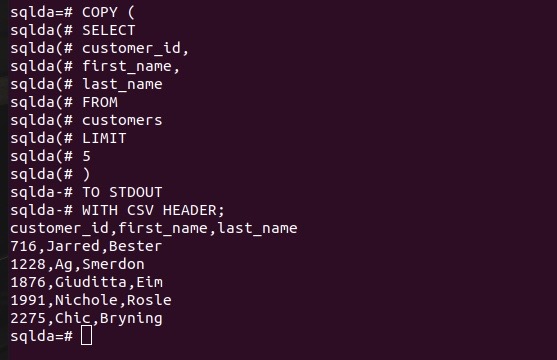 sqlda=# COPY (
sqlda(# SELECT
sqlda(# customer_id,
sqlda(# first_name,
sqlda(# last_name
sqlda(# FROM
sqlda(# customers
sqlda(# LIMIT
sqlda(# 5
sqlda(# )
sqlda-# TO STDOUT
sqlda-# WITH CSV HEADER;
customer_id,first_name,last_name
716,Jarred,Bester
1228,Ag,Smerdon
1876,Giuditta,Eim
1991,Nichole,Rosle
2275,Chic,Bryning
sqlda=#